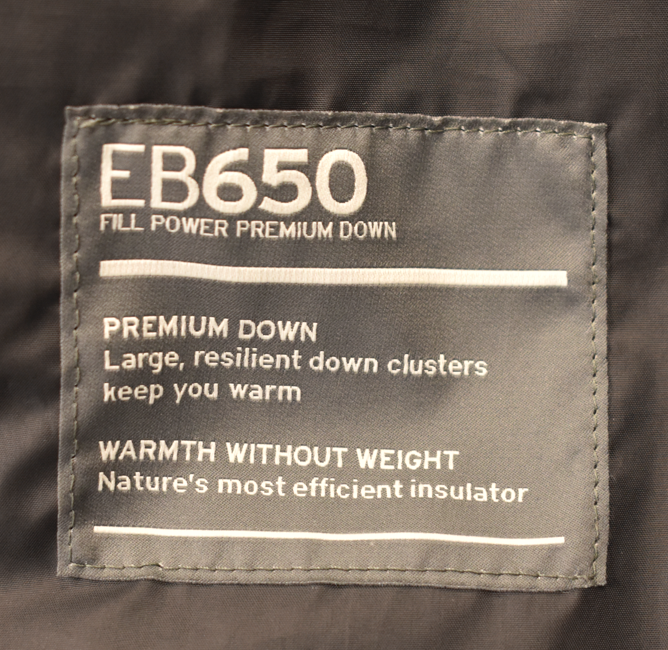 EB650
FILL POWER PREMIUM DOWN
PREMIUM DOWN
Large, resilient down clusters
keep you warm
WARMTH WITHOUT WEIGHT
Nature's most efficient insulator